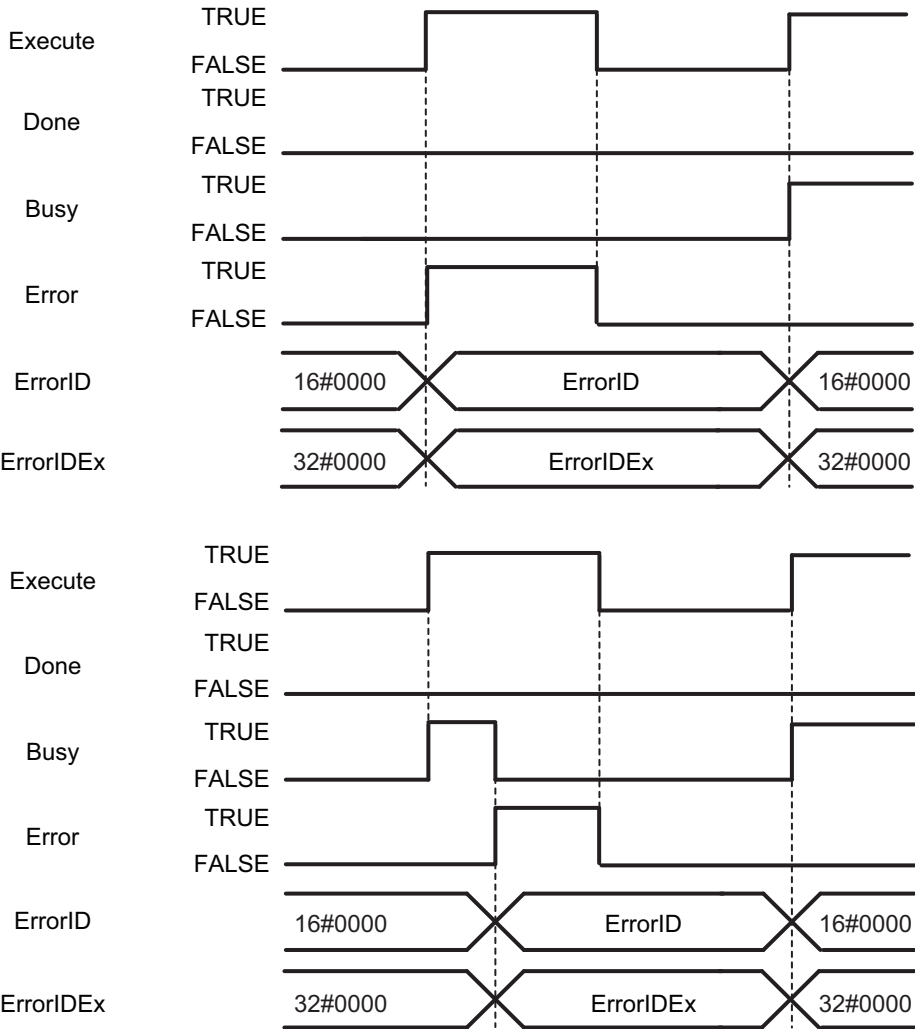 TRUE
Execute
FALSE
TRUE
Done
FALSE
TRUE
Busy
FALSE
TRUE
Error
FALSE
ErrorID 16#0000 ErrorID 16#0000
ErrorIDEx 32#0000 ErrorIDEx 32#0000
TRUE
Execute
FALSE
TRUE
Done
FALSE
TRUE
Busy
FALSE
TRUE
Error
FALSE
ErrorID 16#0000 ErrorID 16#0000
ErrorIDEx 32#0000 ErrorIDEx 32#0000